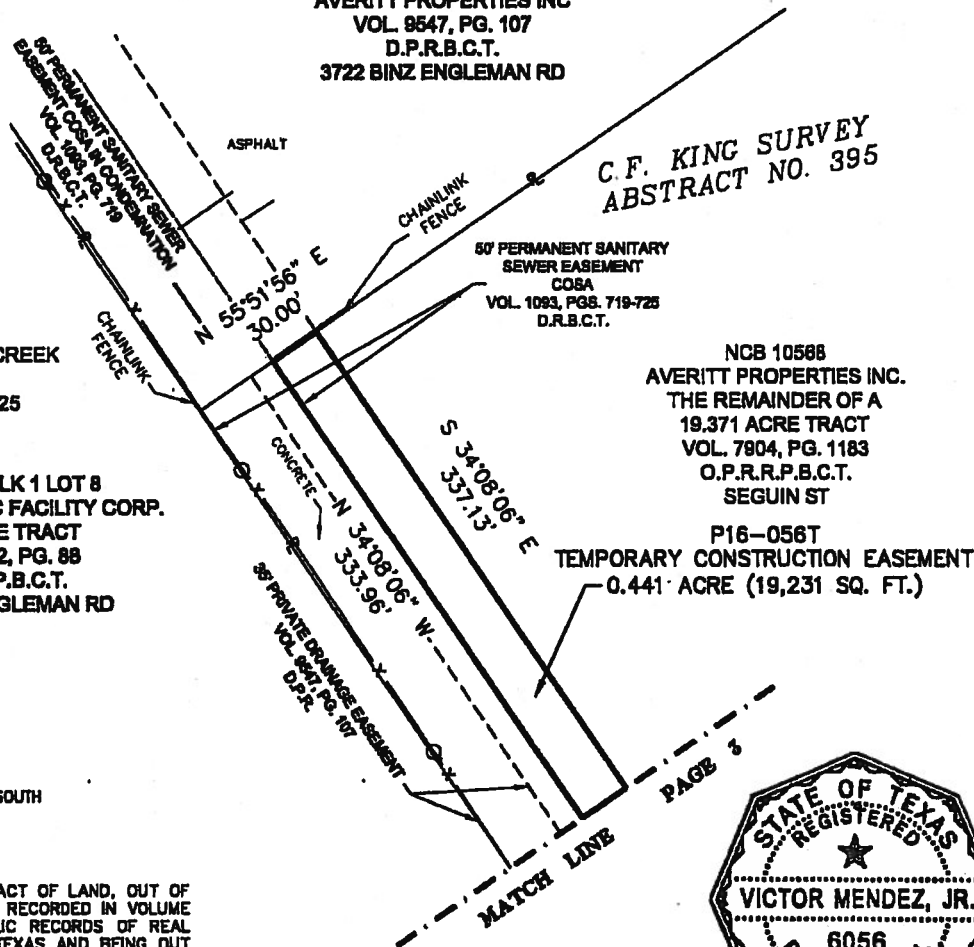 AVERITT PROPERTIES INC
VOL. 9547, PG. 107
D.P.R.B.C.T.
3722 BINZ ENGLEMAN RD
50' PERMANENT SANITARY SEWER
EASEMENT COSA IN CONDEMNATION
VOL. 1093, PG. 719
D.R.B.C.T.
ASPHALT
C.F. KING SURVEY
ABSTRACT NO. 395
CHAINLINK
FENCE
50' PERMANENT SANITARY
SEWER EASEMENT
COSA
VOL. 1093, PGS. 719-725
D.R.B.C.T.
N 55°51'56" E
30.00'
CHAINLINK
FENCE
CREEK
25
NCB 10568
AVERITT PROPERTIES INC.
THE REMAINDER OF A
19.371 ACRE TRACT
VOL. 7904, PG. 1183
O.P.R.R.P.B.C.T.
SEGUIN ST
S 34°08'06" E
337.13'
CONCRETE
N 34°08'06" W
333.96'
LK 1 LOT 8
C FACILITY CORP.
E TRACT
2, PG. 88
P.B.C.T.
GLEMAN RD
P16-056T
TEMPORARY CONSTRUCTION EASEMENT
0.441 ACRE (19,231 SQ. FT.)
PRIVATE DRAINAGE EASEMENT
VOL. 9547, PG. 107
D.P.R.
SOUTH
MATCH LINE
PAGE 3
STATE OF TEXAS
REGISTERED
VICTOR MENDEZ, JR.
6056
ACT OF LAND, OUT OF
RECORDED IN VOLUME
IC RECORDS OF REAL
TEXAS AND BEING OUT